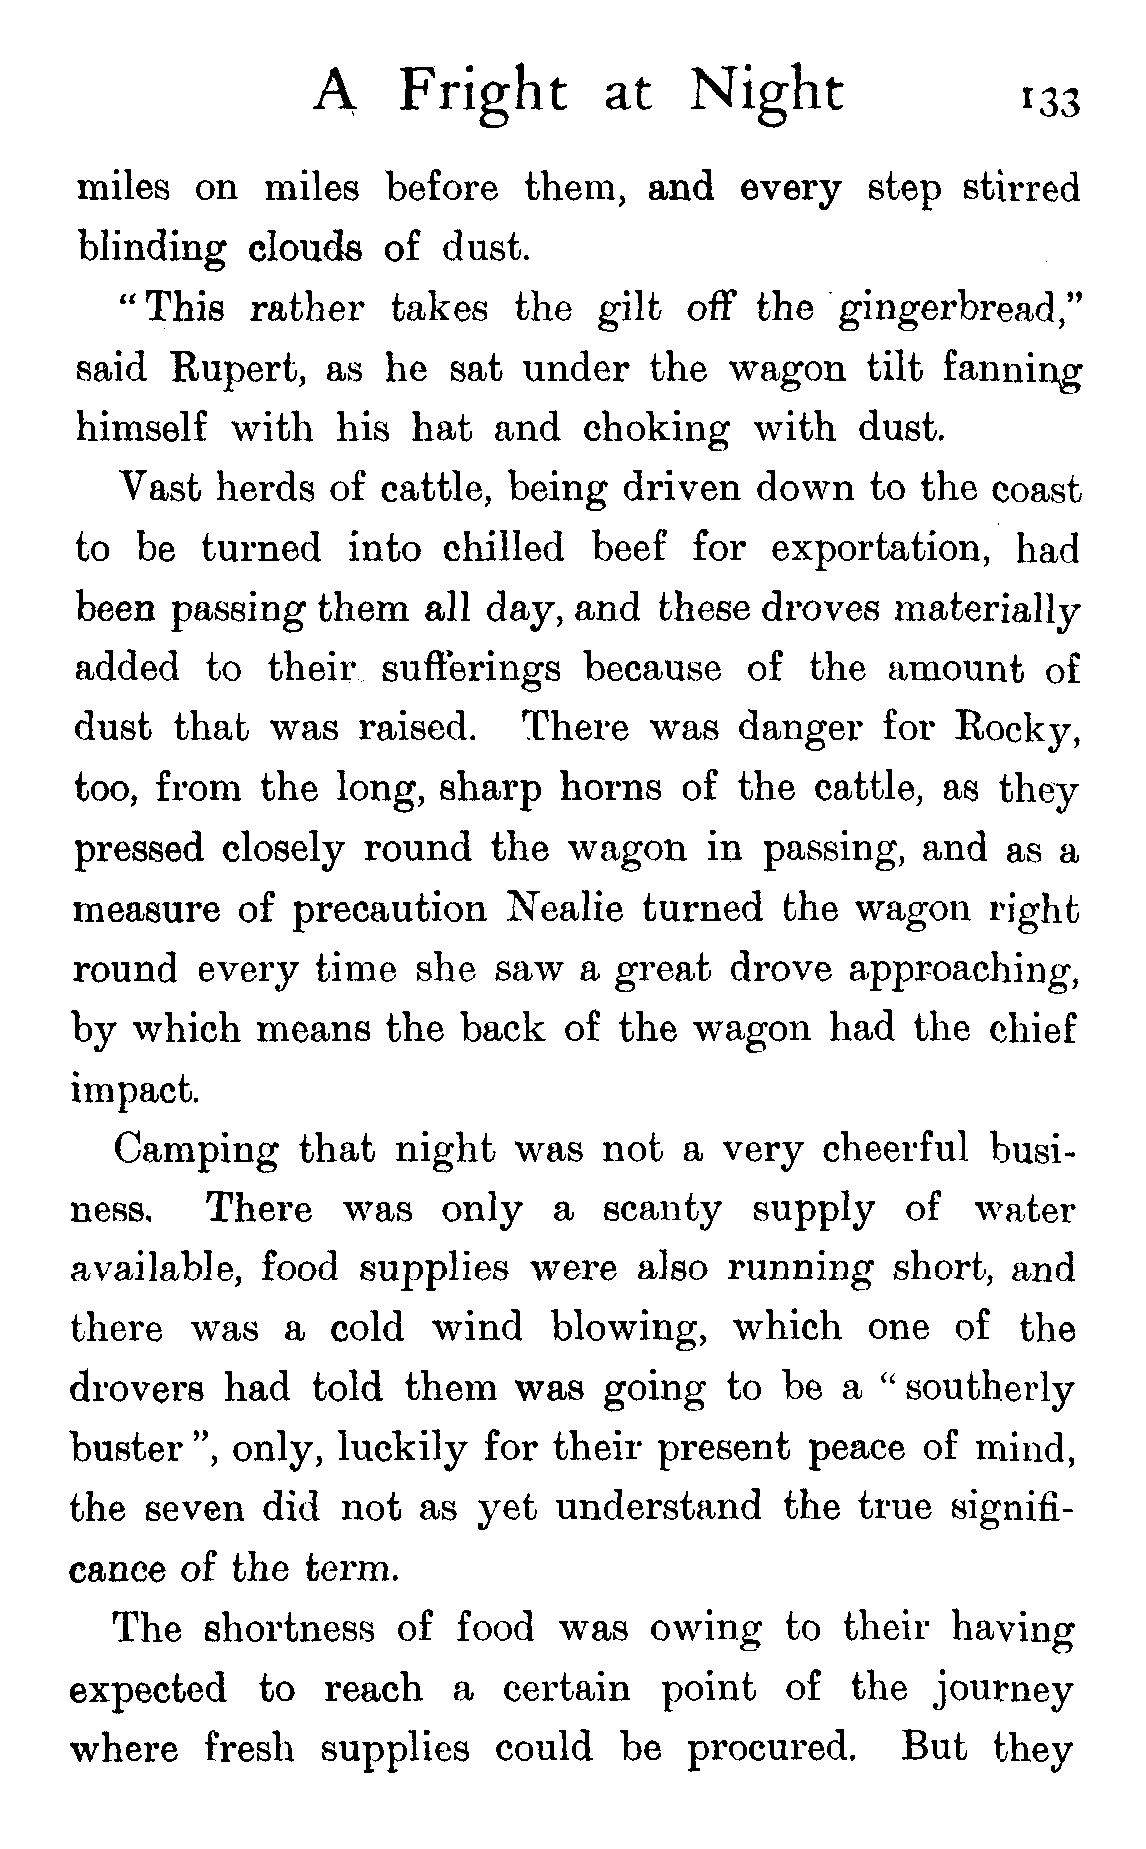 A Fright at Night 133
miles on miles before them, and every step stirred
blinding clouds of dust.
“This rather takes the gilt off the gingerbread,”
said Rupert, as he sat under the wagon tilt fanning
himself with his hat and choking with dust.
Vast herds of cattle, being driven down to the coast
to be turned into chilled beef for exportation, had
been passing them all day, and these droves materially
added to their sufferings because of the amount of
dust that was raised. There was danger for Rocky,
too, from the long, sharp horns of the cattle, as they
pressed closely round the wagon in passing, and as a
measure of precaution Nealie turned the wagon right
round every time she saw a great drove approaching,
by which means the back of the wagon had the chief
impact.
Camping that night was not a very cheerful busi-
ness. There was only a scanty supply of water
available, food supplies were also running short, and
there was a cold wind blowing, which one of the
drovers had told them was going to be a “southerly
buster”, only, luckily for their present peace of mind,
the seven did not as yet understand the true signifi-
cance of the term.
The shortness of food was owing to their having
expected to reach a certain point of the journey
where fresh supplies could be procured. But they